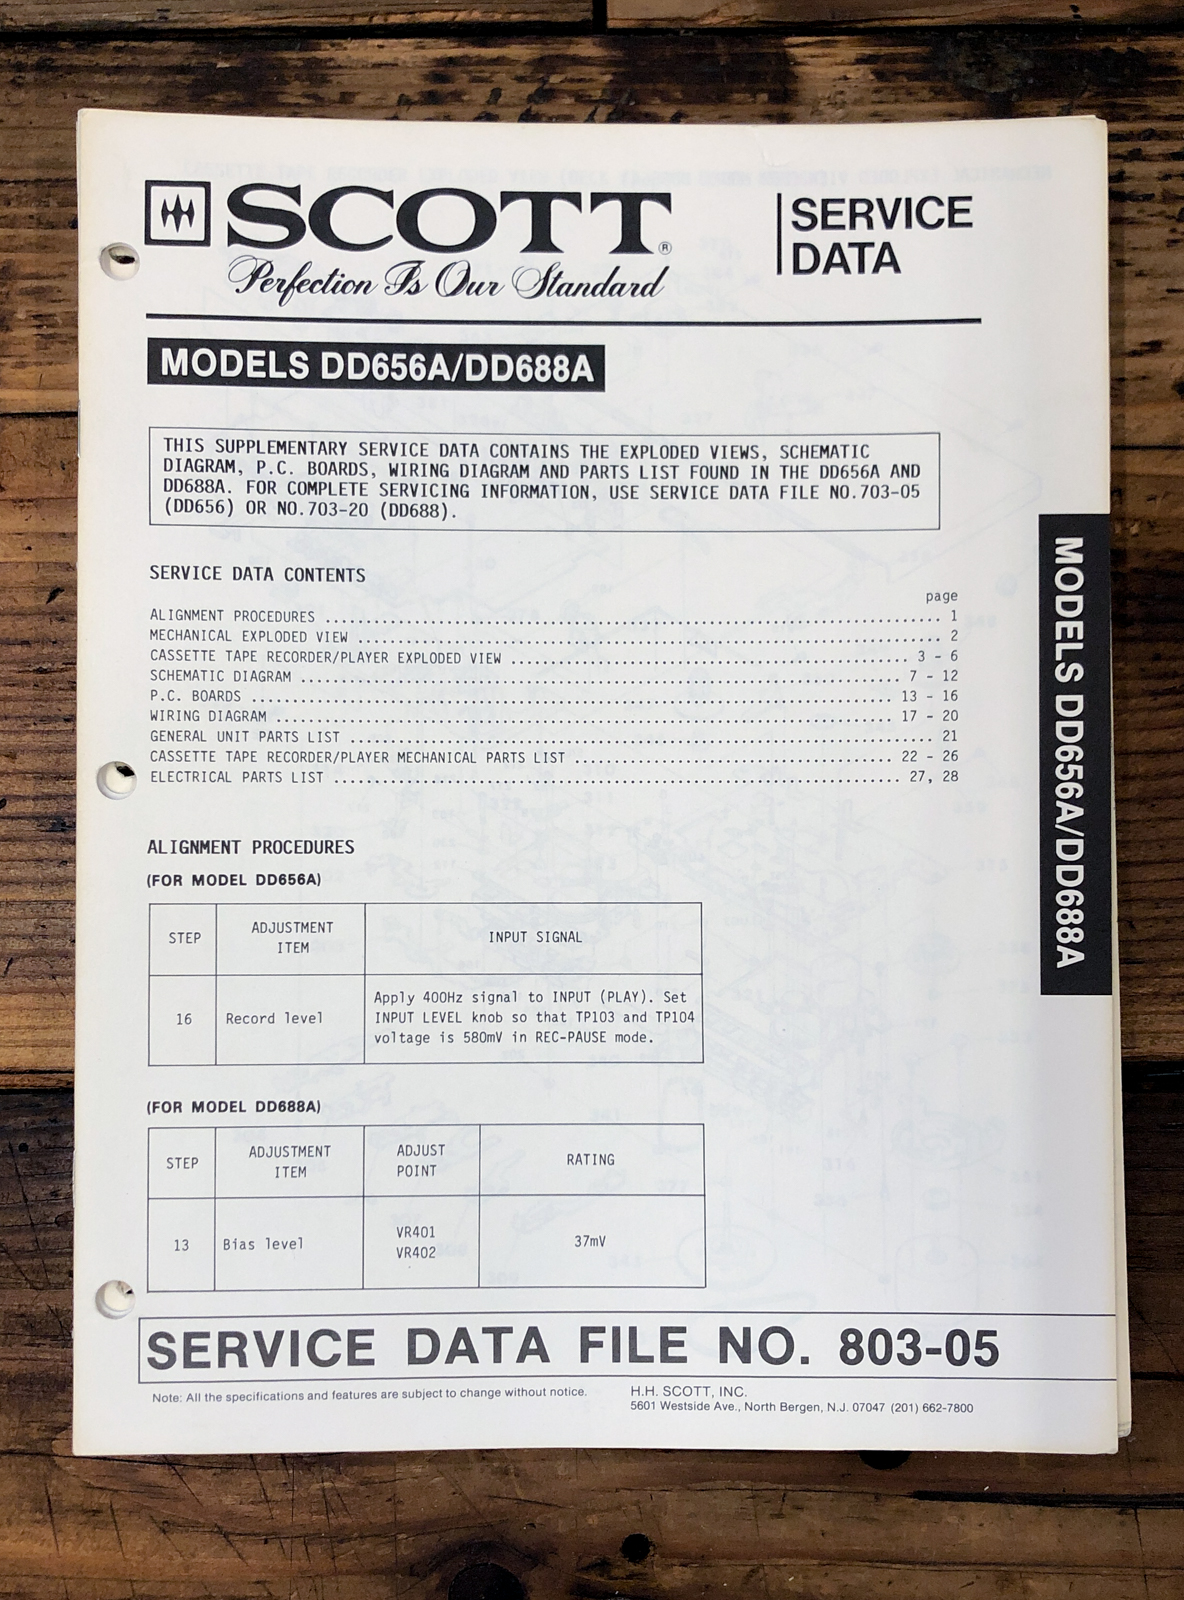 SCOTT®
Perfection Is Our Standard
SERVICE
DATA
MODELS DD656A/DD688A
THIS SUPPLEMENTARY SERVICE DATA CONTAINS THE EXPLODED VIEWS, SCHEMATIC
DIAGRAM, P.C. BOARDS, WIRING DIAGRAM AND PARTS LIST FOUND IN THE DD656A AND
DD688A. FOR COMPLETE SERVICING INFORMATION, USE SERVICE DATA FILE NO.703-05
(DD656) OR NO.703-20 (DD688).
SERVICE DATA CONTENTS
page
ALIGNMENT PROCEDURES ........ 1
MECHANICAL EXPLODED VIEW ........ 2
CASSETTE TAPE RECORDER/PLAYER EXPLODED VIEW ........ 3 - 6
SCHEMATIC DIAGRAM ........ 7 - 12
P.C. BOARDS ........ 13 - 16
WIRING DIAGRAM ........ 17 - 20
GENERAL UNIT PARTS LIST ........ 21
CASSETTE TAPE RECORDER/PLAYER MECHANICAL PARTS LIST ........ 22 - 26
ELECTRICAL PARTS LIST ........ 27, 28
MODELS DD656A/DD688A
ALIGNMENT PROCEDURES
(FOR MODEL DD656A)
STEP ADJUSTMENT ITEM INPUT SIGNAL
16 Record level Apply 400Hz signal to INPUT (PLAY). Set
INPUT LEVEL knob so that TP103 and TP104
voltage is 580mV in REC-PAUSE mode.
(FOR MODEL DD688A)
STEP ADJUSTMENT ITEM ADJUST POINT RATING
13 Bias level VR401 VR402 37mV
SERVICE DATA FILE NO. 803-05
Note: All the specifications and features are subject to change without notice.
H.H. SCOTT, INC.
5601 Westside Ave., North Bergen, N.J. 07047 (201) 662-7800